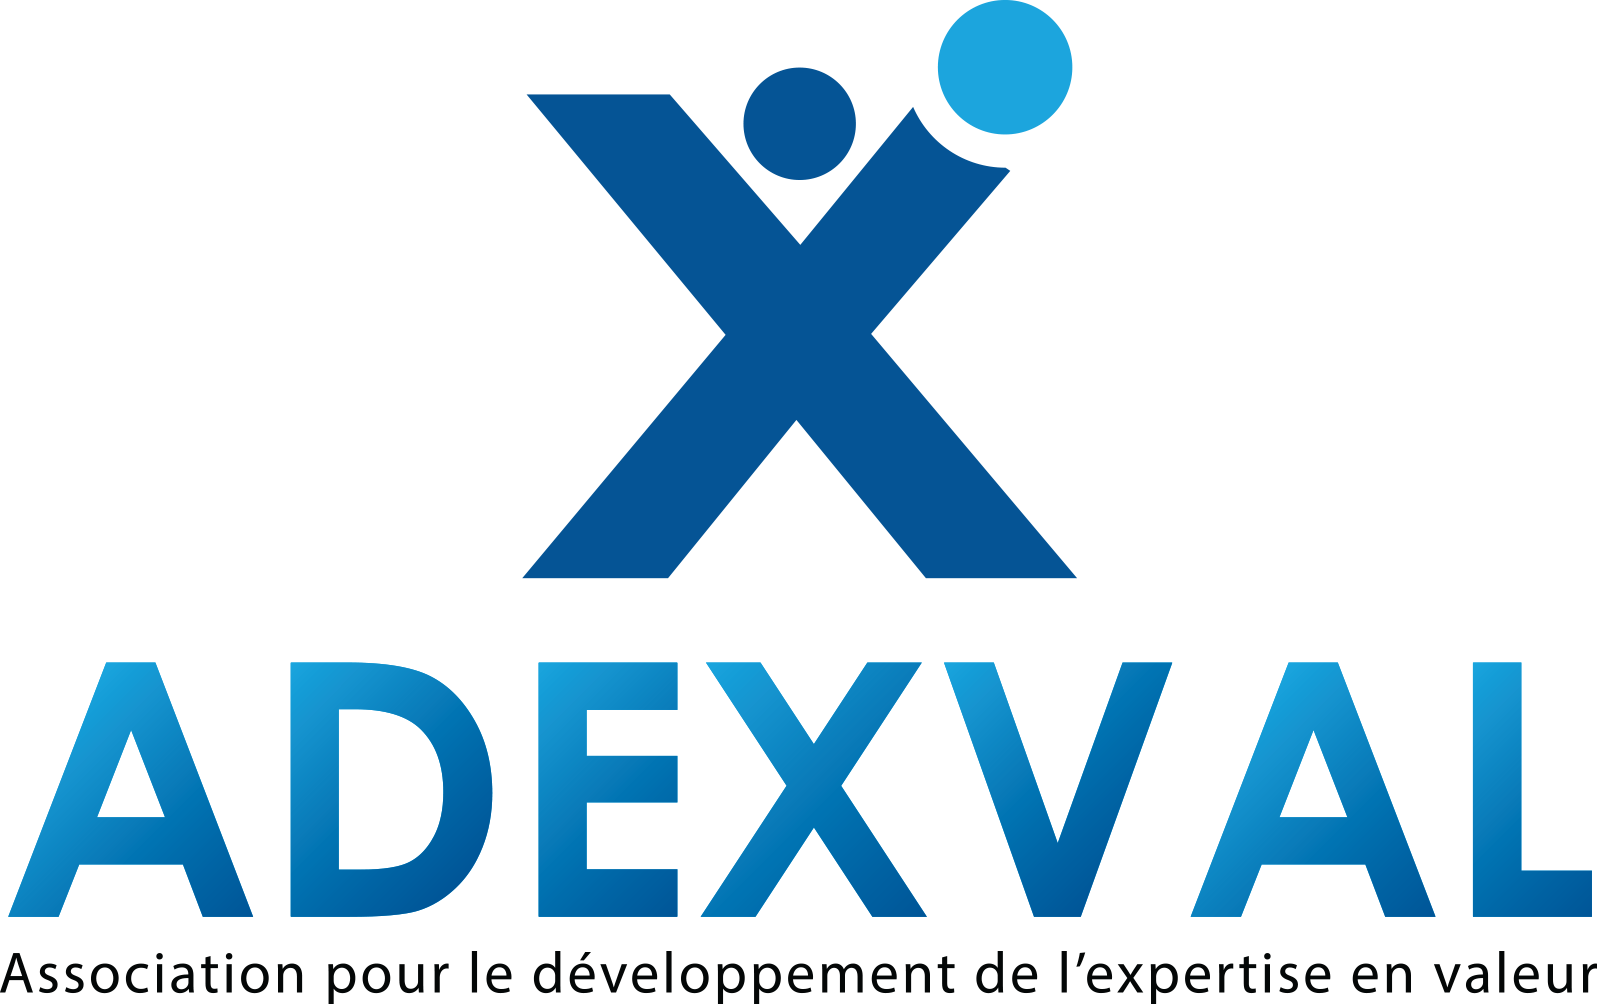 ADEXVAL
Association pour le développement de l’expertise en valeur